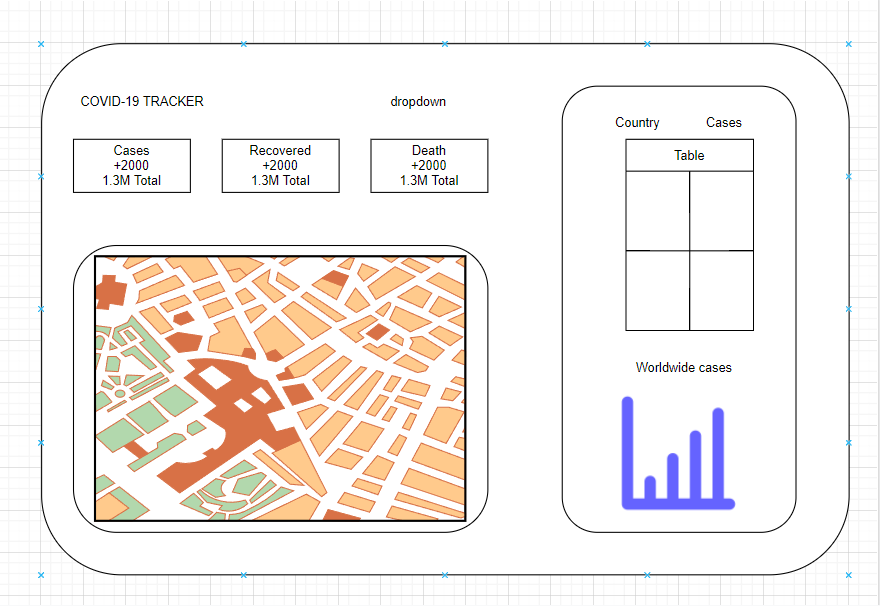 COVID-19 TRACKER
dropdown
Cases
+2000
1.3M Total
Recovered
+2000
1.3M Total
Death
+2000
1.3M Total
Country
Cases
Table
Worldwide cases